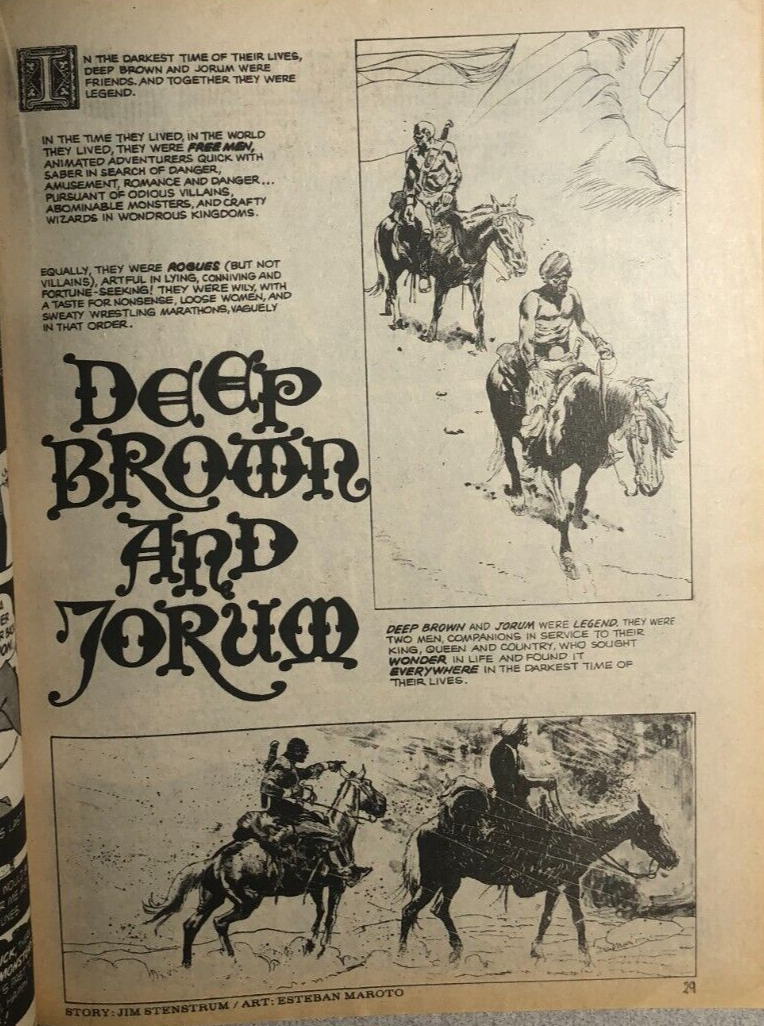 IN THE DARKEST TIME OF THEIR LIVES,
DEEP BROWN AND JORUM WERE
FRIENDS. AND TOGETHER THEY WERE
LEGEND.
IN THE TIME THEY LIVED, IN THE WORLD
THEY LIVED, THEY WERE FREE MEN,
ANIMATED ADVENTURERS QUICK WITH
SABER IN SEARCH OF DANGER,
AMUSEMENT, ROMANCE AND DANGER...
PURSUANT OF ODIOUS VILLAINS,
ABOMINABLE MONSTERS, AND CRAFTY
WIZARDS IN WONDROUS KINGDOMS.
EQUALLY, THEY WERE ROGUES (BUT NOT
VILLAINS), ARTFUL IN LYING, CONNIVING AND
FORTUNE-SEEKING! THEY WERE WILY, WITH
A TASTE FOR NONSENSE, LOOSE WOMEN, AND
SWEATY WRESTLING MARATHONS, VAGUELY
IN THAT ORDER.
DEEP
BROWN
AND
JORUM
DEEP BROWN AND JORUM WERE LEGEND. THEY WERE
TWO MEN, COMPANIONS IN SERVICE TO THEIR
KING, QUEEN AND COUNTRY, WHO SOUGHT
WONDER IN LIFE AND FOUND IT
EVERYWHERE IN THE DARKEST TIME OF
THEIR LIVES.
STORY: JIM STENSTRUM / ART: ESTEBAN MAROTO
29